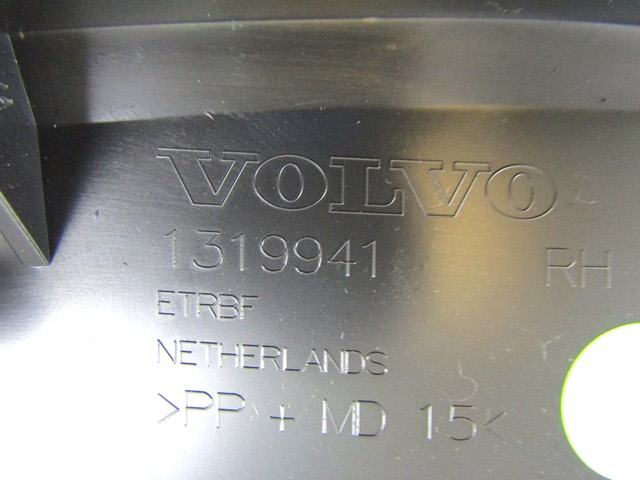 VOLVO
1319941 RH
ETRBF
NETHERLANDS
>PP + MD 15<